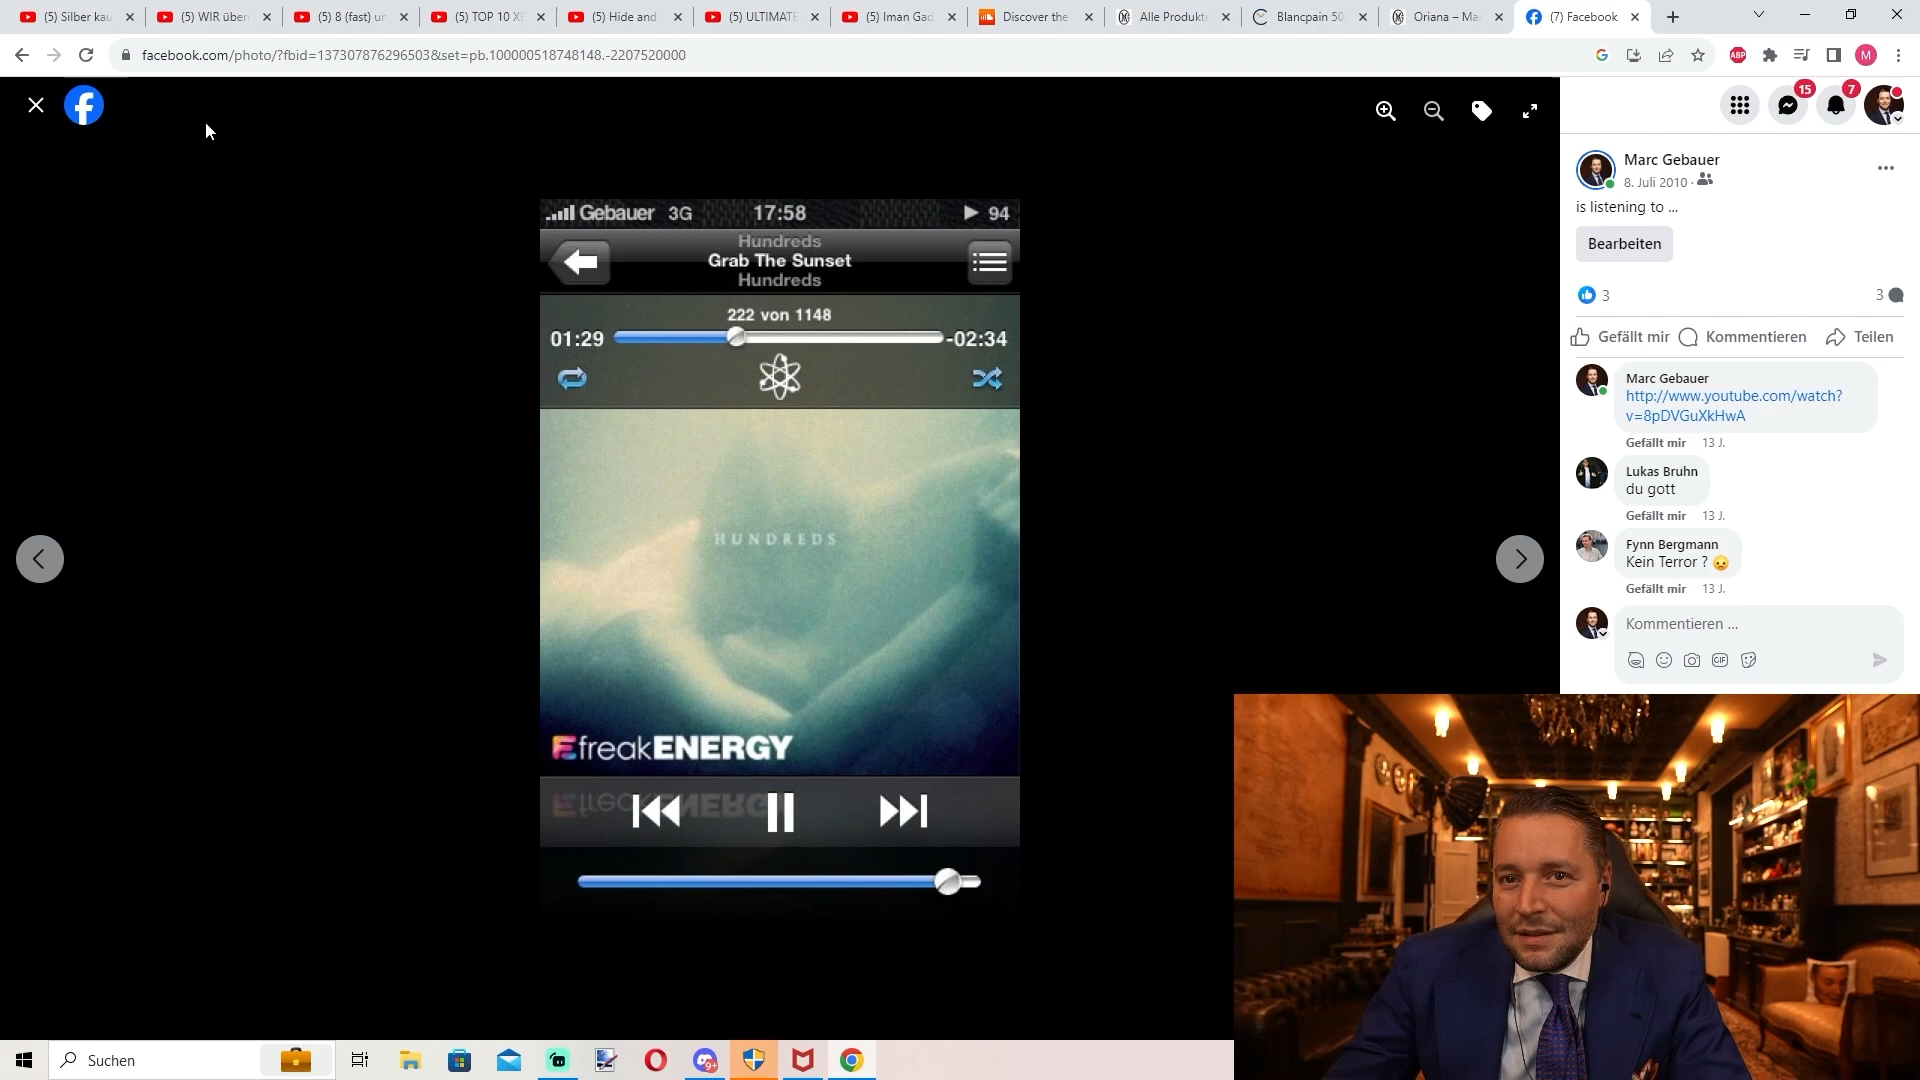 (5) Silber kau
(5) WIR über
(5) 8 (fast) un
(5) TOP 10 X
(5) Hide and
(5) ULTIMATE
(5) Iman Gad
Discover the
Alle Produkte
Blancpain 50
Oriana – Ma
(7) Facebook
facebook.com/photo/?fbid=137307876296503&set=pb.100000518748148.-2207520000
ABP
M
15
7
Gebauer 3G 17:58 94
Hundreds
Grab The Sunset
Hundreds
222 von 1148
01:29 -02:34
HUNDREDS
EfreakENERGY
Marc Gebauer
8. Juli 2010 ·
is listening to ...
Bearbeiten
3 3
Gefällt mir Kommentieren Teilen
Marc Gebauer
http://www.youtube.com/watch?
v=8pDVGuXkHwA
Gefällt mir 13 J.
Lukas Bruhn
du gott
Gefällt mir 13 J.
Fynn Bergmann
Kein Terror ? 😠
Gefällt mir 13 J.
Kommentieren ...
GIF
Suchen
9+